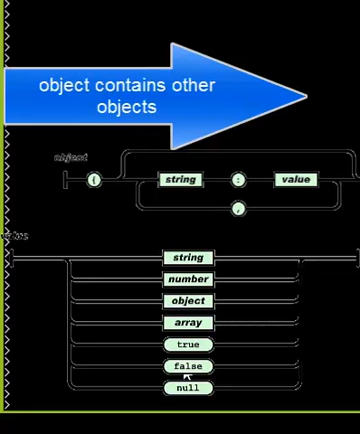 object contains other
objects
object
{ string : value
,
value
string
number
object
array
true
false
null